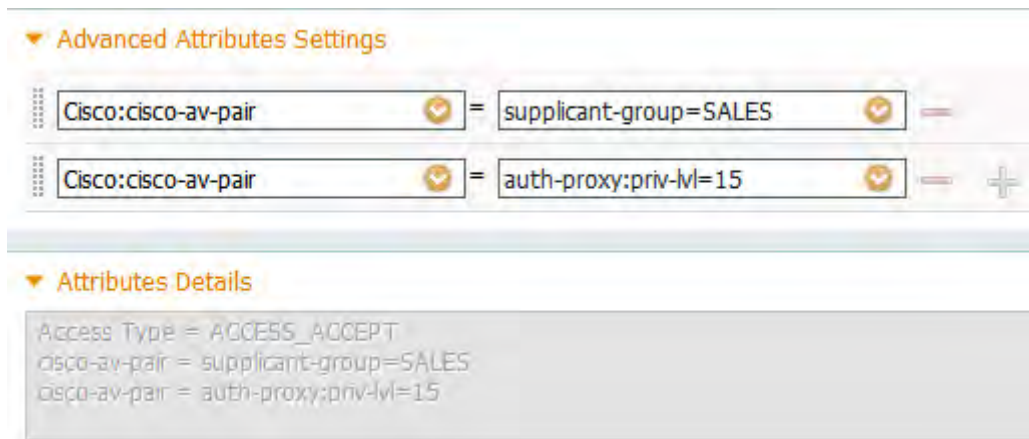 Advanced Attributes Settings
Cisco:cisco-av-pair = supplicant-group=SALES
Cisco:cisco-av-pair = auth-proxy:priv-lvl=15
Attributes Details
Access Type = ACCESS_ACCEPT
cisco-av-pair = supplicant-group=SALES
cisco-av-pair = auth-proxy:priv-lvl=15